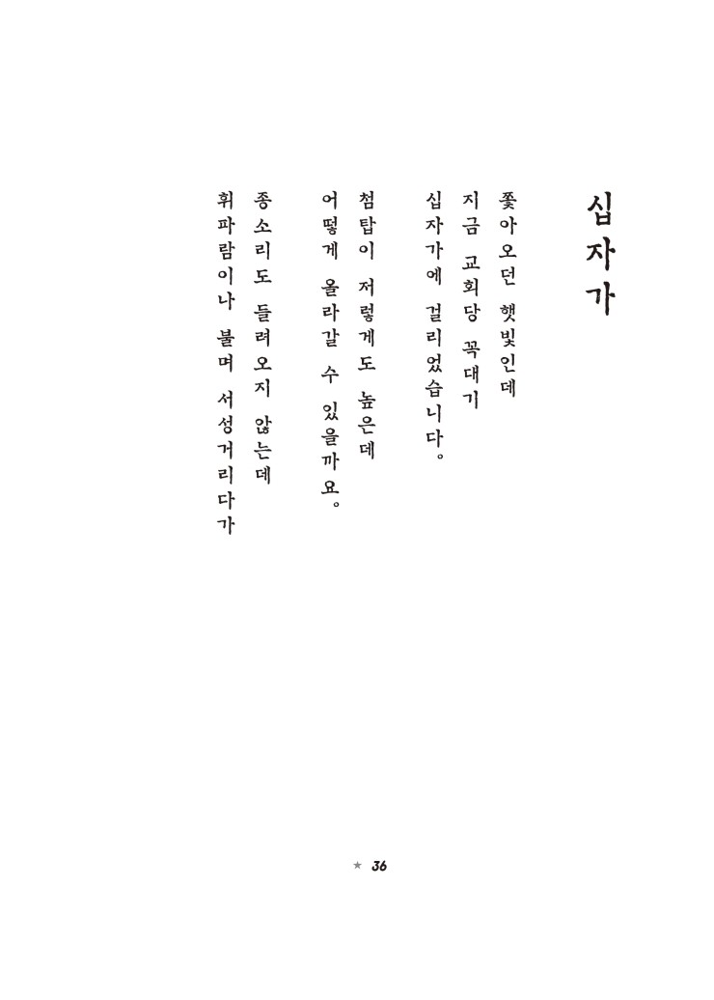 십자가
쫓아오던 햇빛인데
지금 교회당 꼭대기
십자가에 걸리었습니다。
첨탑이 저렇게도 높은데
어떻게 올라갈 수 있을까요。
종소리도 들려오지 않는데
휘파람이나 불며 서성거리다가
★ 36